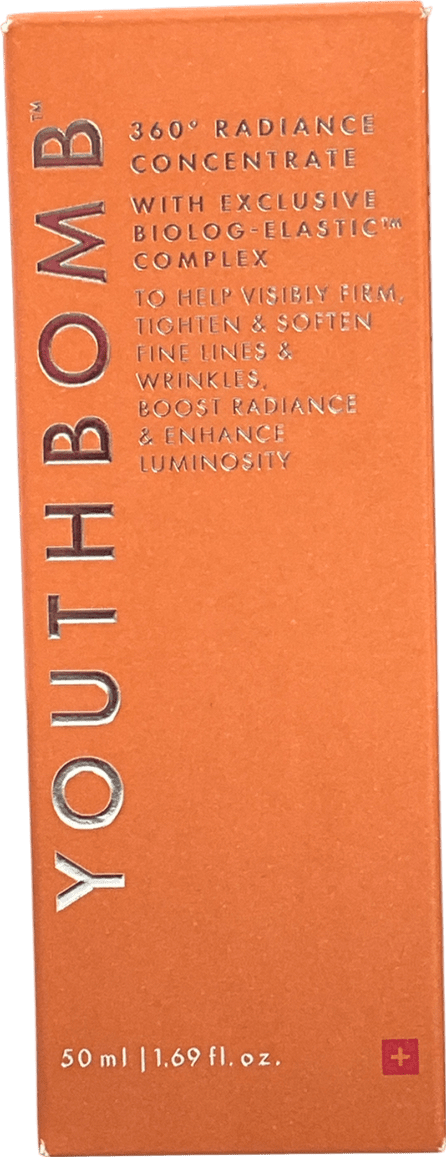 YOUTHBOMB™
360° RADIANCE
CONCENTRATE
WITH EXCLUSIVE
BIOLOG-ELASTIC™
COMPLEX
TO HELP VISIBLY FIRM,
TIGHTEN & SOFTEN
FINE LINES &
WRINKLES,
BOOST RADIANCE
& ENHANCE
LUMINOSITY
50 ml | 1.69 fl. oz.